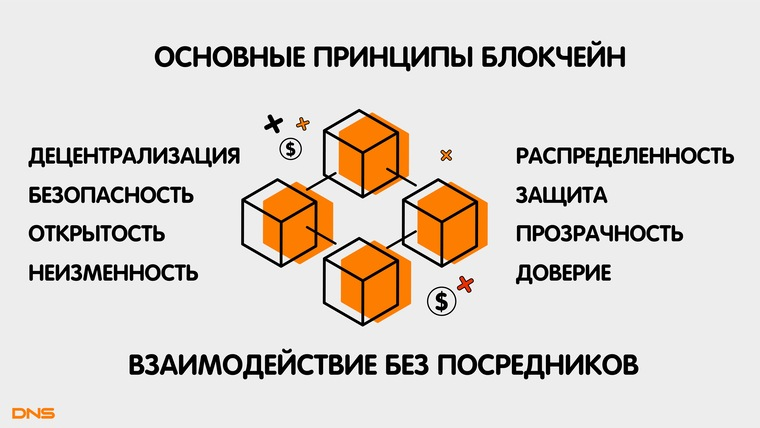 ОСНОВНЫЕ ПРИНЦИПЫ БЛОКЧЕЙН
ДЕЦЕНТРАЛИЗАЦИЯ
БЕЗОПАСНОСТЬ
ОТКРЫТОСТЬ
НЕИЗМЕННОСТЬ
$
$
РАСПРЕДЕЛЕННОСТЬ
ЗАЩИТА
ПРОЗРАЧНОСТЬ
ДОВЕРИЕ
ВЗАИМОДЕЙСТВИЕ БЕЗ ПОСРЕДНИКОВ
DNS